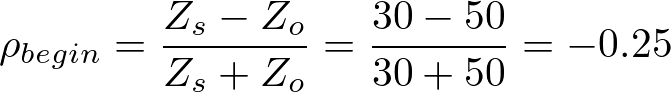 ρ_begin = (Z_s − Z_o)/(Z_s + Z_o) = (30 − 50)/(30 + 50) = −0.25